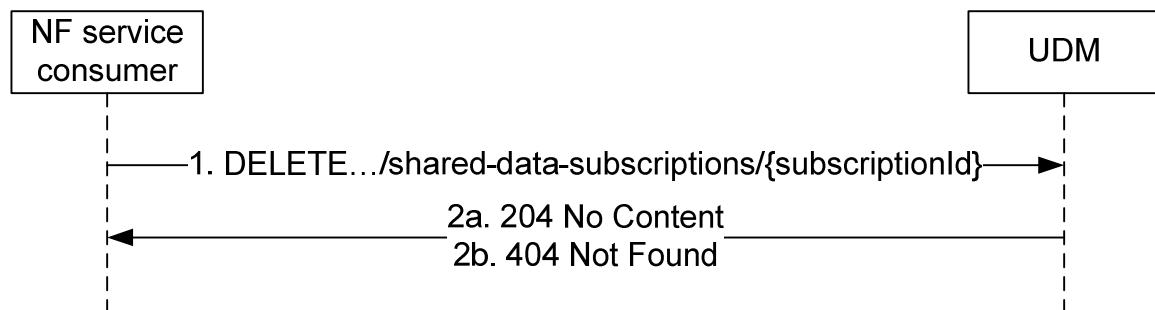 NF service
consumer
UDM
1. DELETE…/shared-data-subscriptions/{subscriptionId}
2a. 204 No Content
2b. 404 Not Found